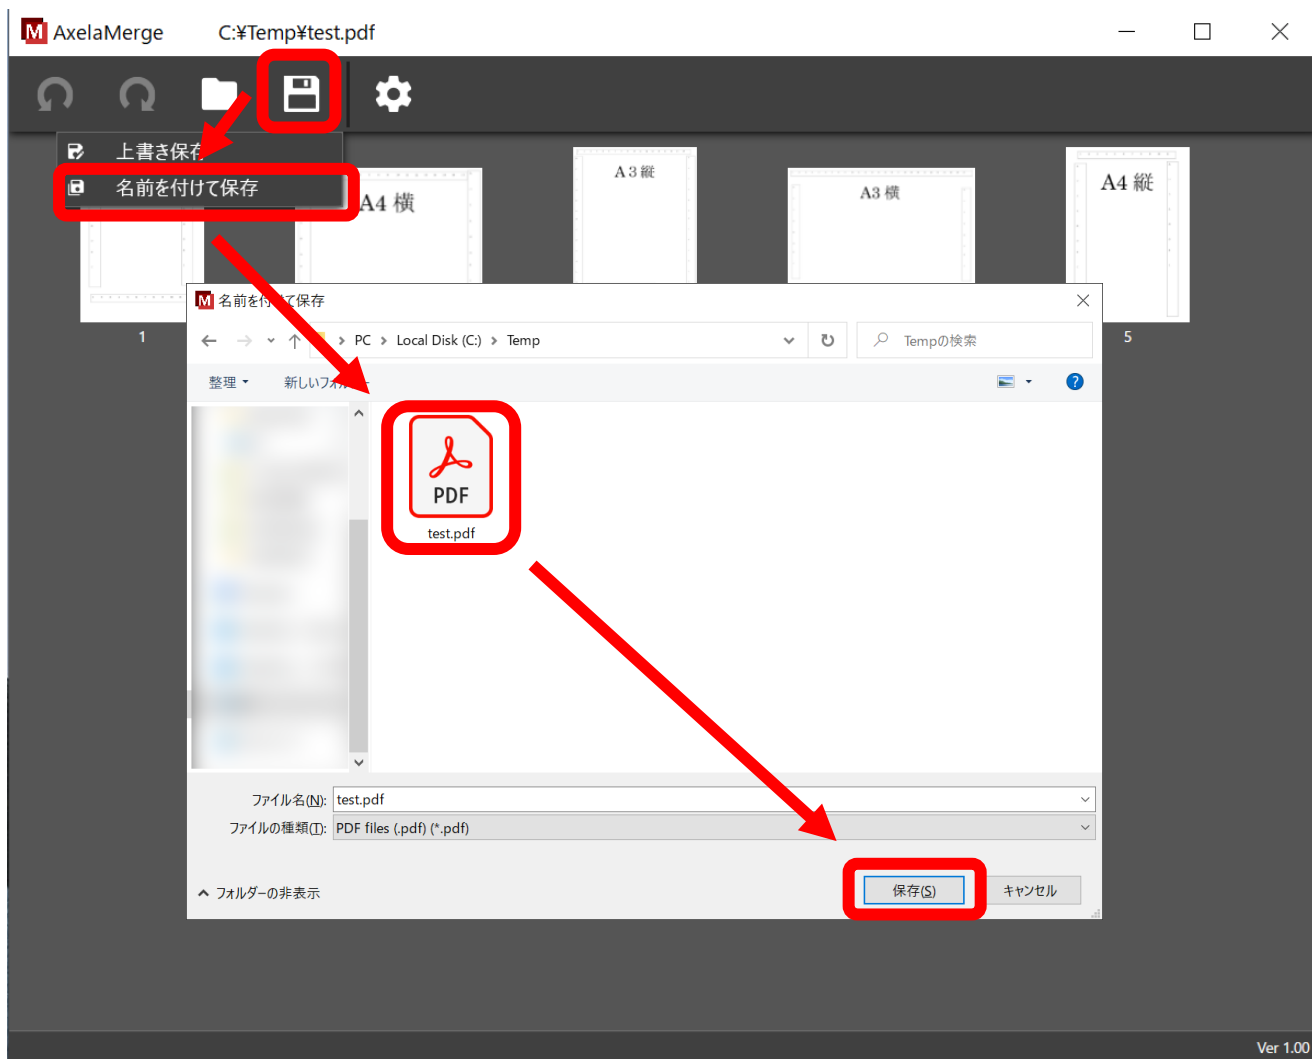 AxelaMerge C:¥Temp¥test.pdf
上書き保存
名前を付けて保存
A4 横
A3 縦
A3 横
A4 縦
1
5
名前を付けて保存
PC > Local Disk (C:) > Temp
Tempの検索
整理
新しいフォルダー
PDF
test.pdf
ファイル名(N): test.pdf
ファイルの種類(T): PDF files (.pdf) (*.pdf)
フォルダーの非表示
保存(S)
キャンセル
Ver 1.00